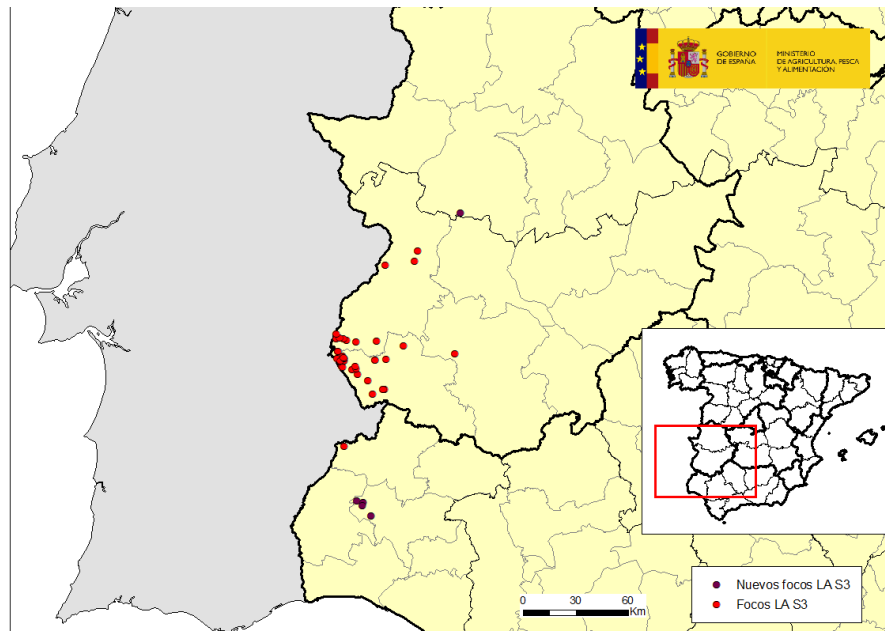 GOBIERNO
DE ESPAÑA
MINISTERIO
DE AGRICULTURA, PESCA
Y ALIMENTACIÓN
Nuevos focos LA S3
Focos LA S3
0 30 60
Km